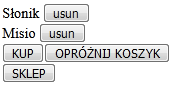 Słonik usun
Misio usun
KUP OPRÓŻNIJ KOSZYK
SKLEP